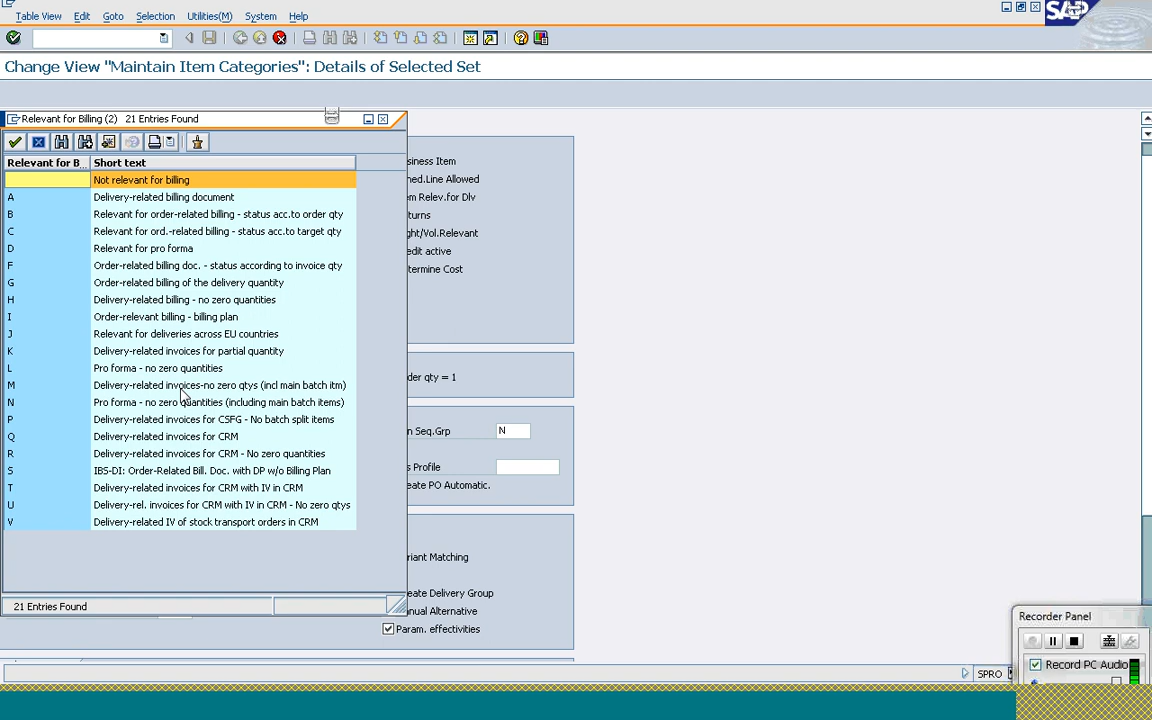 Table View Edit Goto Selection Utilities(M) System Help
SAP
Change View "Maintain Item Categories": Details of Selected Set
Relevant for Billing (2) 21 Entries Found
Relevant for B... Short text
Not relevant for billing
A Delivery-related billing document
B Relevant for order-related billing - status acc.to order qty
C Relevant for ord.-related billing - status acc.to target qty
D Relevant for pro forma
F Order-related billing doc. - status according to invoice qty
G Order-related billing of the delivery quantity
H Delivery-related billing - no zero quantities
I Order-relevant billing - billing plan
J Relevant for deliveries across EU countries
K Delivery-related invoices for partial quantity
L Pro forma - no zero quantities
M Delivery-related invoices-no zero qtys (incl main batch itm)
N Pro forma - no zero quantities (including main batch items)
P Delivery-related invoices for CSFG - No batch split items
Q Delivery-related invoices for CRM
R Delivery-related invoices for CRM - No zero quantities
S IBS-DI: Order-Related Bill. Doc. with DP w/o Billing Plan
T Delivery-related invoices for CRM with IV in CRM
U Delivery-rel. invoices for CRM with IV in CRM - No zero qtys
V Delivery-related IV of stock transport orders in CRM
21 Entries Found
siness Item
ned.Line Allowed
m Relev.for Dlv
turns
ght/Vol.Relevant
edit active
termine Cost
der qty = 1
n Seq.Grp N
s Profile
eate PO Automatic.
riant Matching
eate Delivery Group
anual Alternative
Param. effectivities
Recorder Panel
Record PC Audio
SPRO